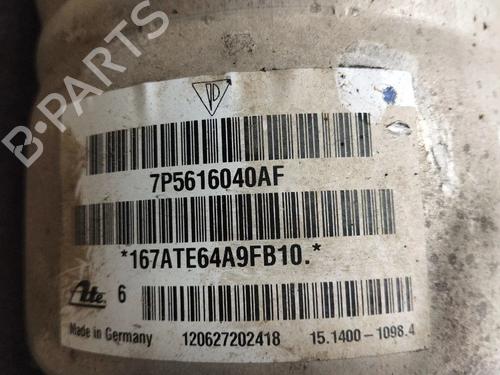 B-PARTS
7P5616040AF
*167ATE64A9FB10.*
Ate 6
Made in Germany 120627202418 15.1400-1098.4